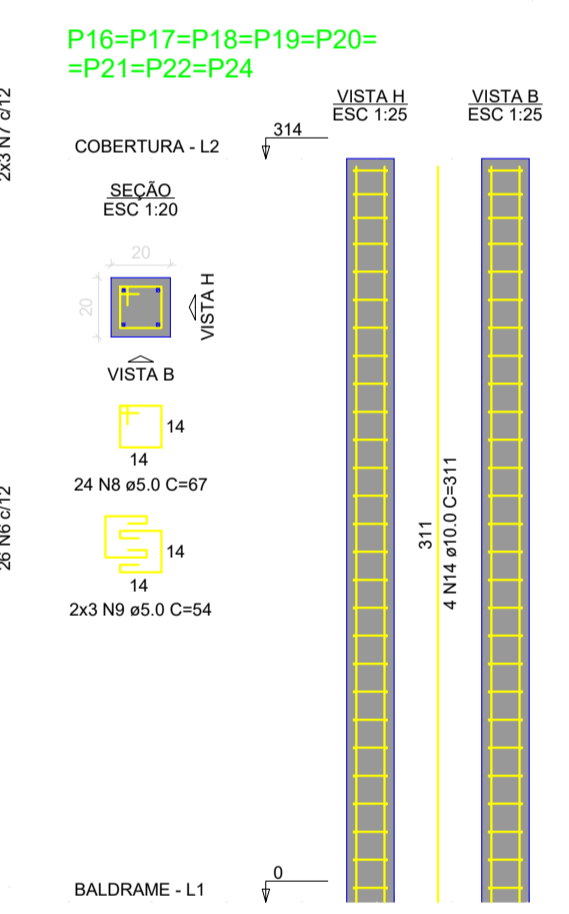 P16=P17=P18=P19=P20=
=P21=P22=P24
2x3 N7 c/12
VISTA H
ESC 1:25
VISTA B
ESC 1:25
314
COBERTURA - L2
SEÇÃO
ESC 1:20
20
20
VISTA H
VISTA B
14
14
24 N8 ø5.0 C=67
26 N6 c/12
14
14
2x3 N9 ø5.0 C=54
311
4 N14 ø10.0 C=311
0
BALDRAME - L1